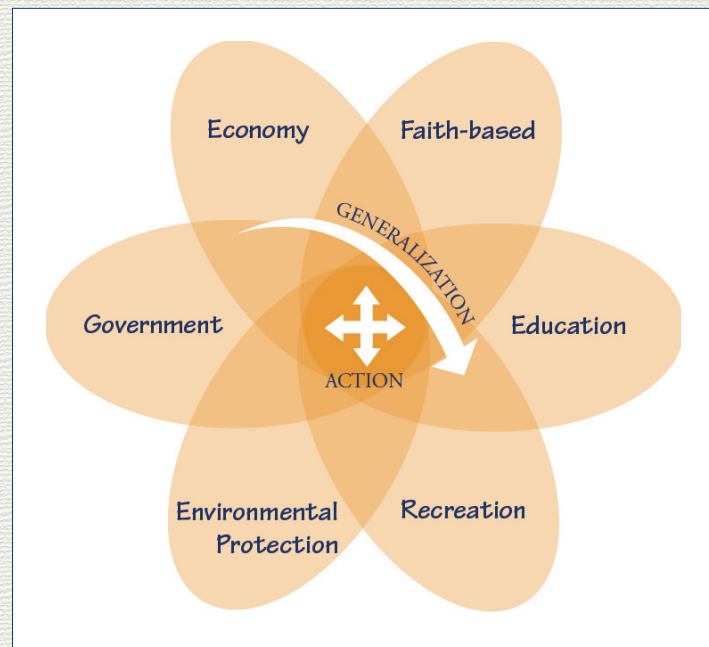 Economy
Faith-based
GENERALIZATION
Government
Education
ACTION
Environmental
Protection
Recreation